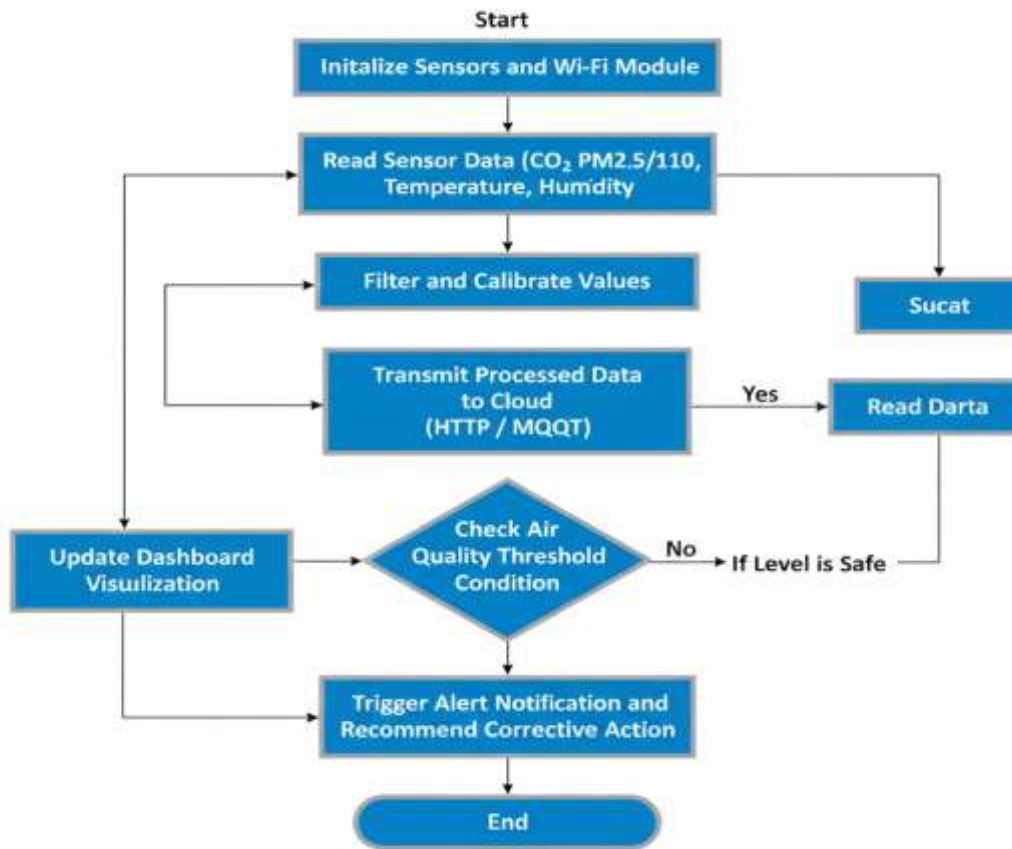 Start
Initalize Sensors and Wi-Fi Module
Read Sensor Data (CO₂ PM2.5/110,
Temperature, Humidity
Filter and Calibrate Values
Sucat
Transmit Processed Data
to Cloud
(HTTP / MQQT)
Yes
Read Darta
Check Air
Quality Threshold
Condition
No
If Level is Safe
Update Dashboard
Visuulization
Trigger Alert Notification and
Recommend Corrective Action
End